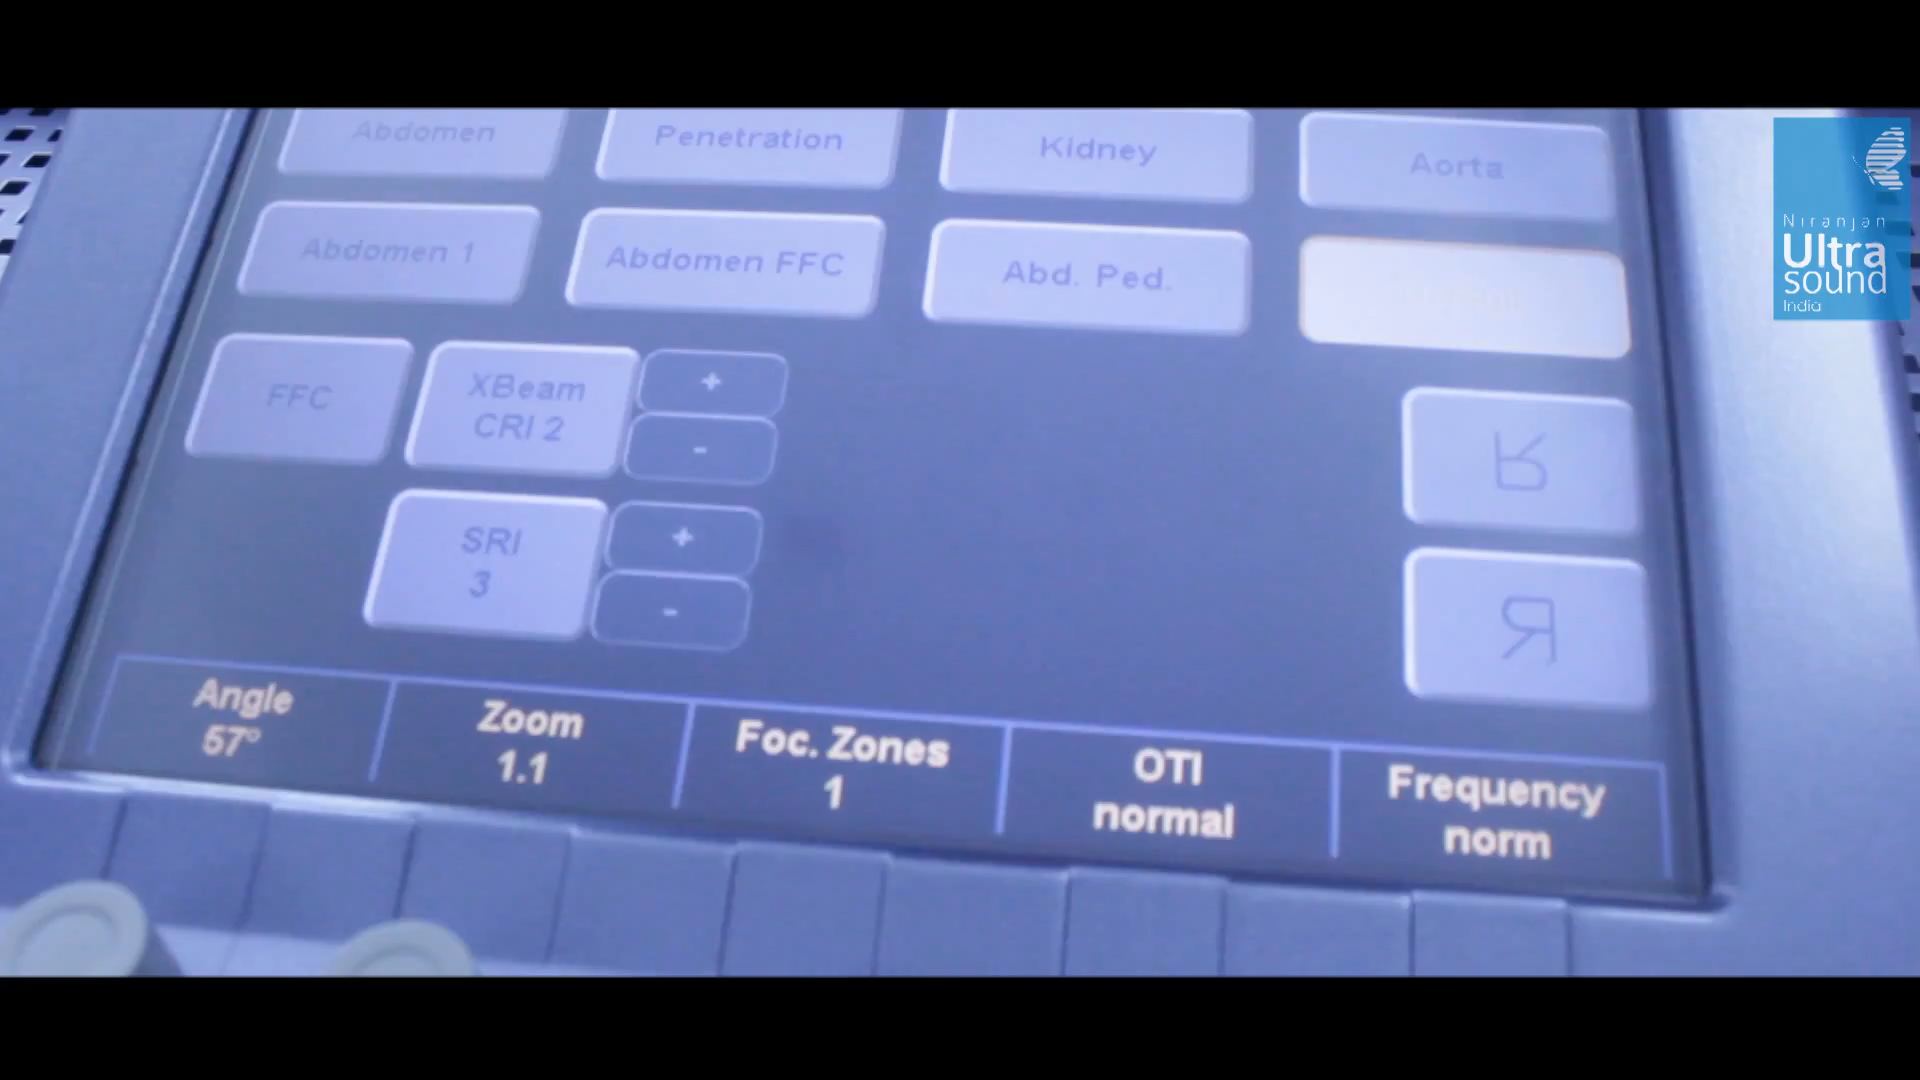 Abdomen
Penetration
Kidney
Aorta
Abdomen 1
Abdomen FFC
Abd. Ped.
FFC
XBeam
CRI 2
+
-
SRI
3
+
-
R
R
Angle
57°
Zoom
1.1
Foc. Zones
1
OTI
normal
Frequency
norm
Niranjan
Ultra
sound
India